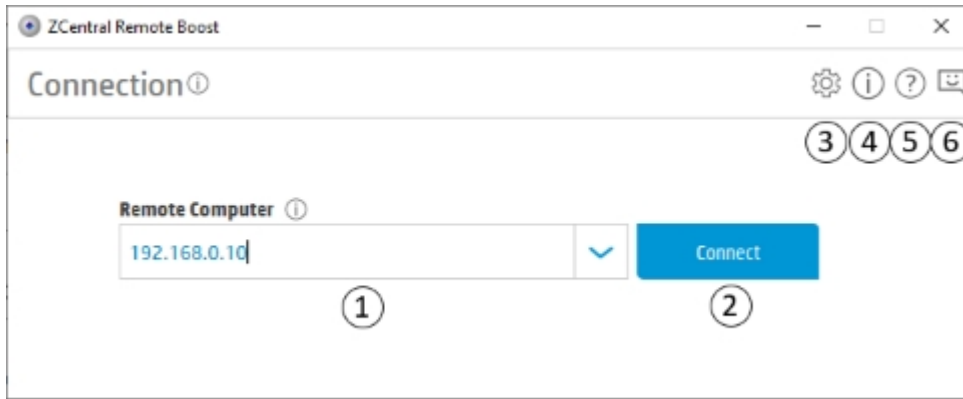 ZCentral Remote Boost
Connection
3 4 5 6
Remote Computer
192.168.0.10 Connect
1 2